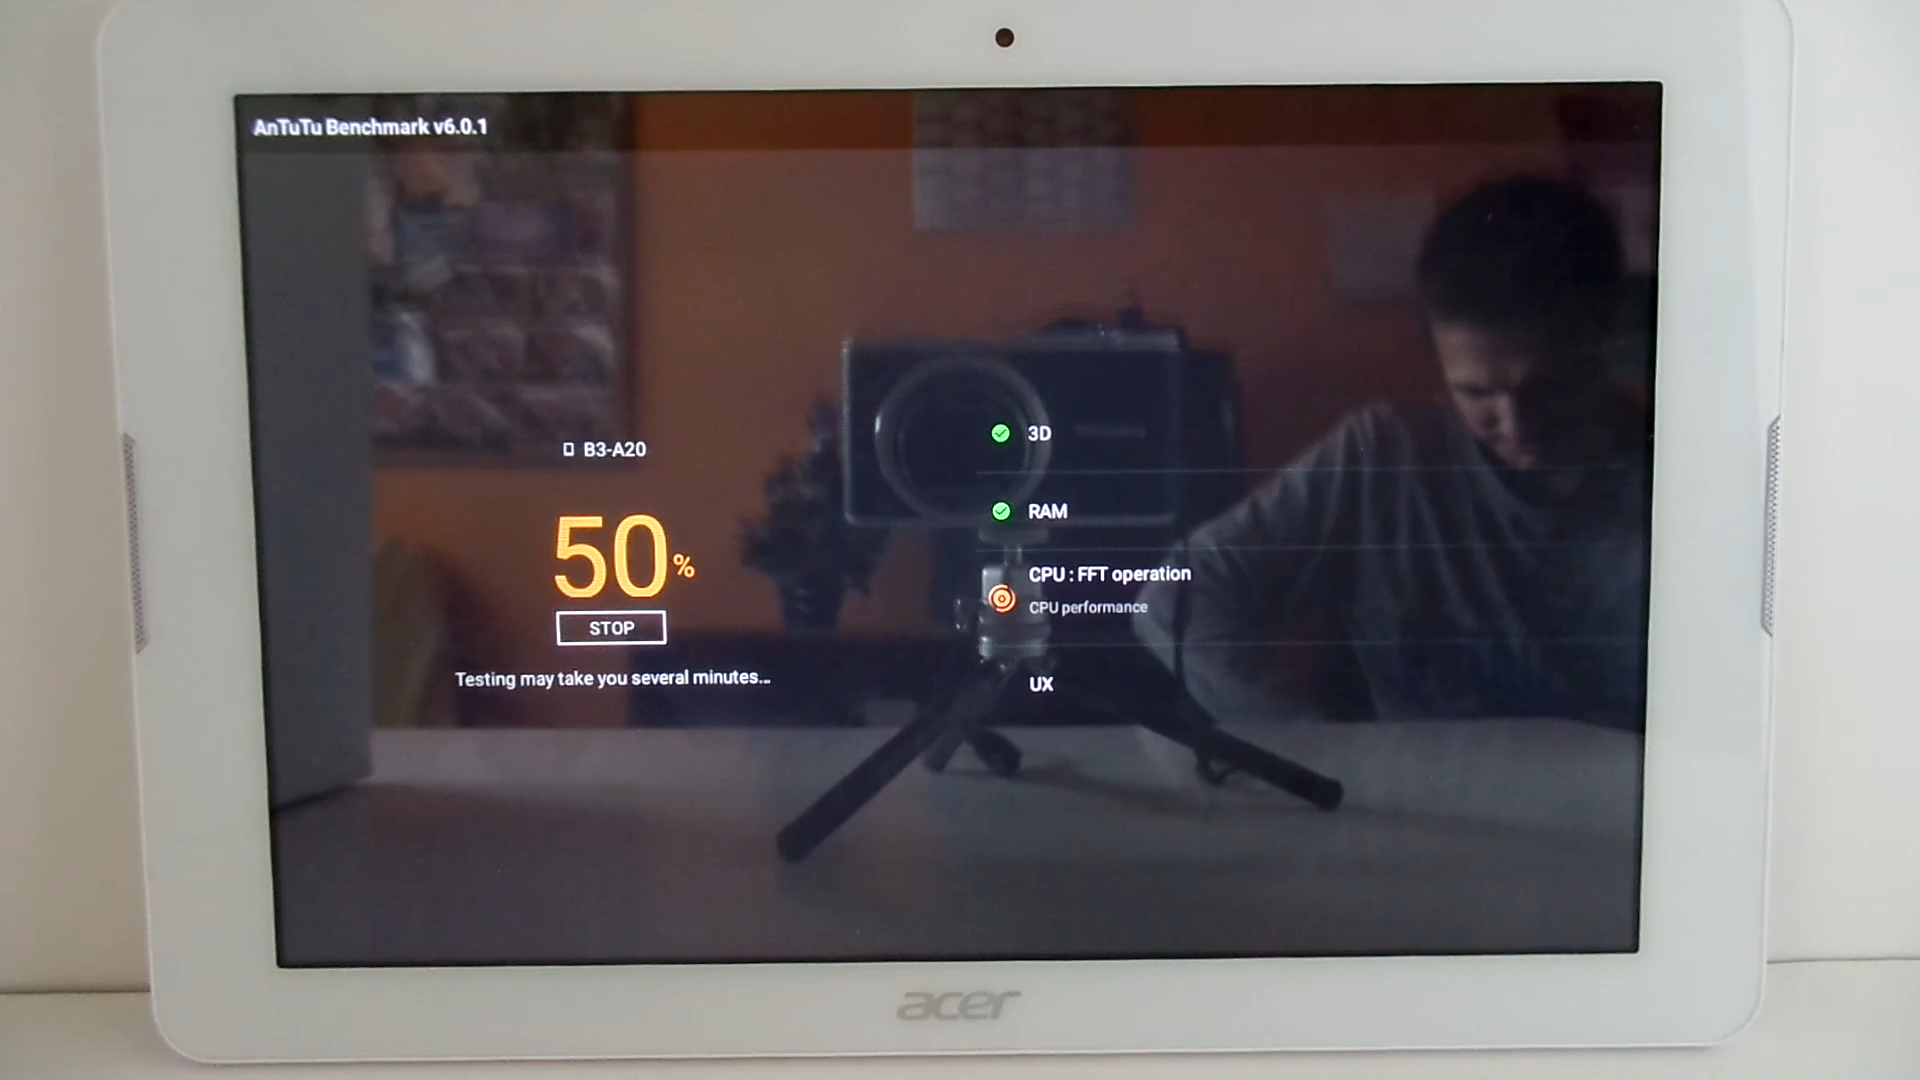 AnTuTu Benchmark v6.0.1
B3-A20
50%
STOP
Testing may take you several minutes...
3D
RAM
CPU : FFT operation
CPU performance
UX
acer